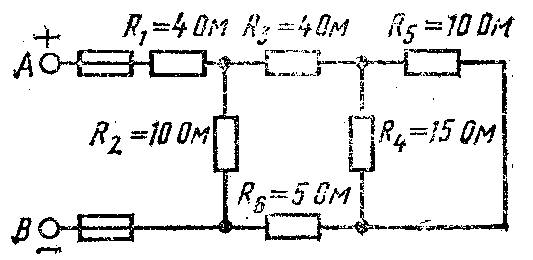 R₁=4 Ом R₃=4 Ом R₅=10 Ом
+
A
R₂=10 Ом R₄=15 Ом
R₆=5 Ом
B
−